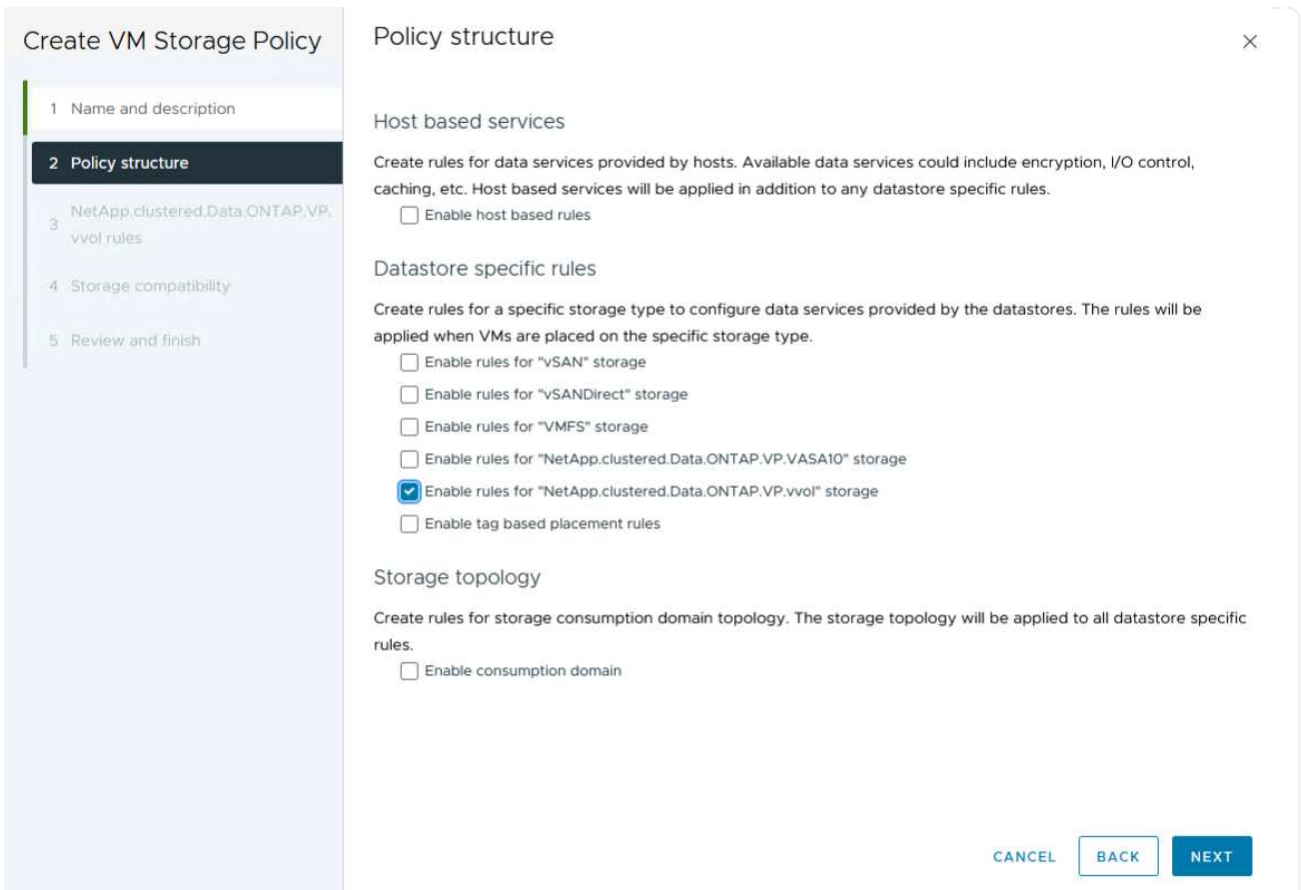 Create VM Storage Policy
1 Name and description
2 Policy structure
3 NetApp.clustered.Data.ONTAP.VP.
vvol rules
4 Storage compatibility
5 Review and finish
Policy structure
Host based services
Create rules for data services provided by hosts. Available data services could include encryption, I/O control,
caching, etc. Host based services will be applied in addition to any datastore specific rules.
Enable host based rules
Datastore specific rules
Create rules for a specific storage type to configure data services provided by the datastores. The rules will be
applied when VMs are placed on the specific storage type.
Enable rules for "vSAN" storage
Enable rules for "vSANDirect" storage
Enable rules for "VMFS" storage
Enable rules for "NetApp.clustered.Data.ONTAP.VP.VASA10" storage
Enable rules for "NetApp.clustered.Data.ONTAP.VP.vvol" storage
Enable tag based placement rules
Storage topology
Create rules for storage consumption domain topology. The storage topology will be applied to all datastore specific
rules.
Enable consumption domain
CANCEL
BACK
NEXT